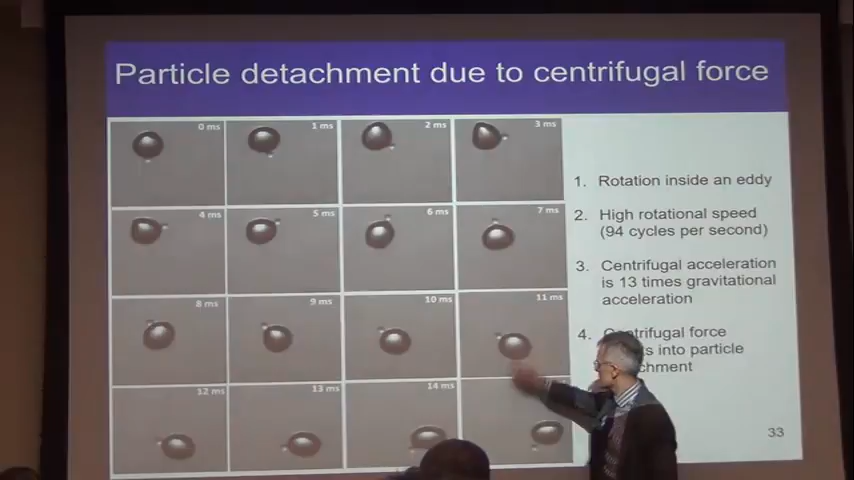 Particle detachment due to centrifugal force
0 ms
1 ms
2 ms
3 ms
4 ms
5 ms
6 ms
7 ms
8 ms
9 ms
10 ms
11 ms
12 ms
13 ms
14 ms
1. Rotation inside an eddy
2. High rotational speed
(94 cycles per second)
3. Centrifugal acceleration
is 13 times gravitational
acceleration
4. force
into particle
33